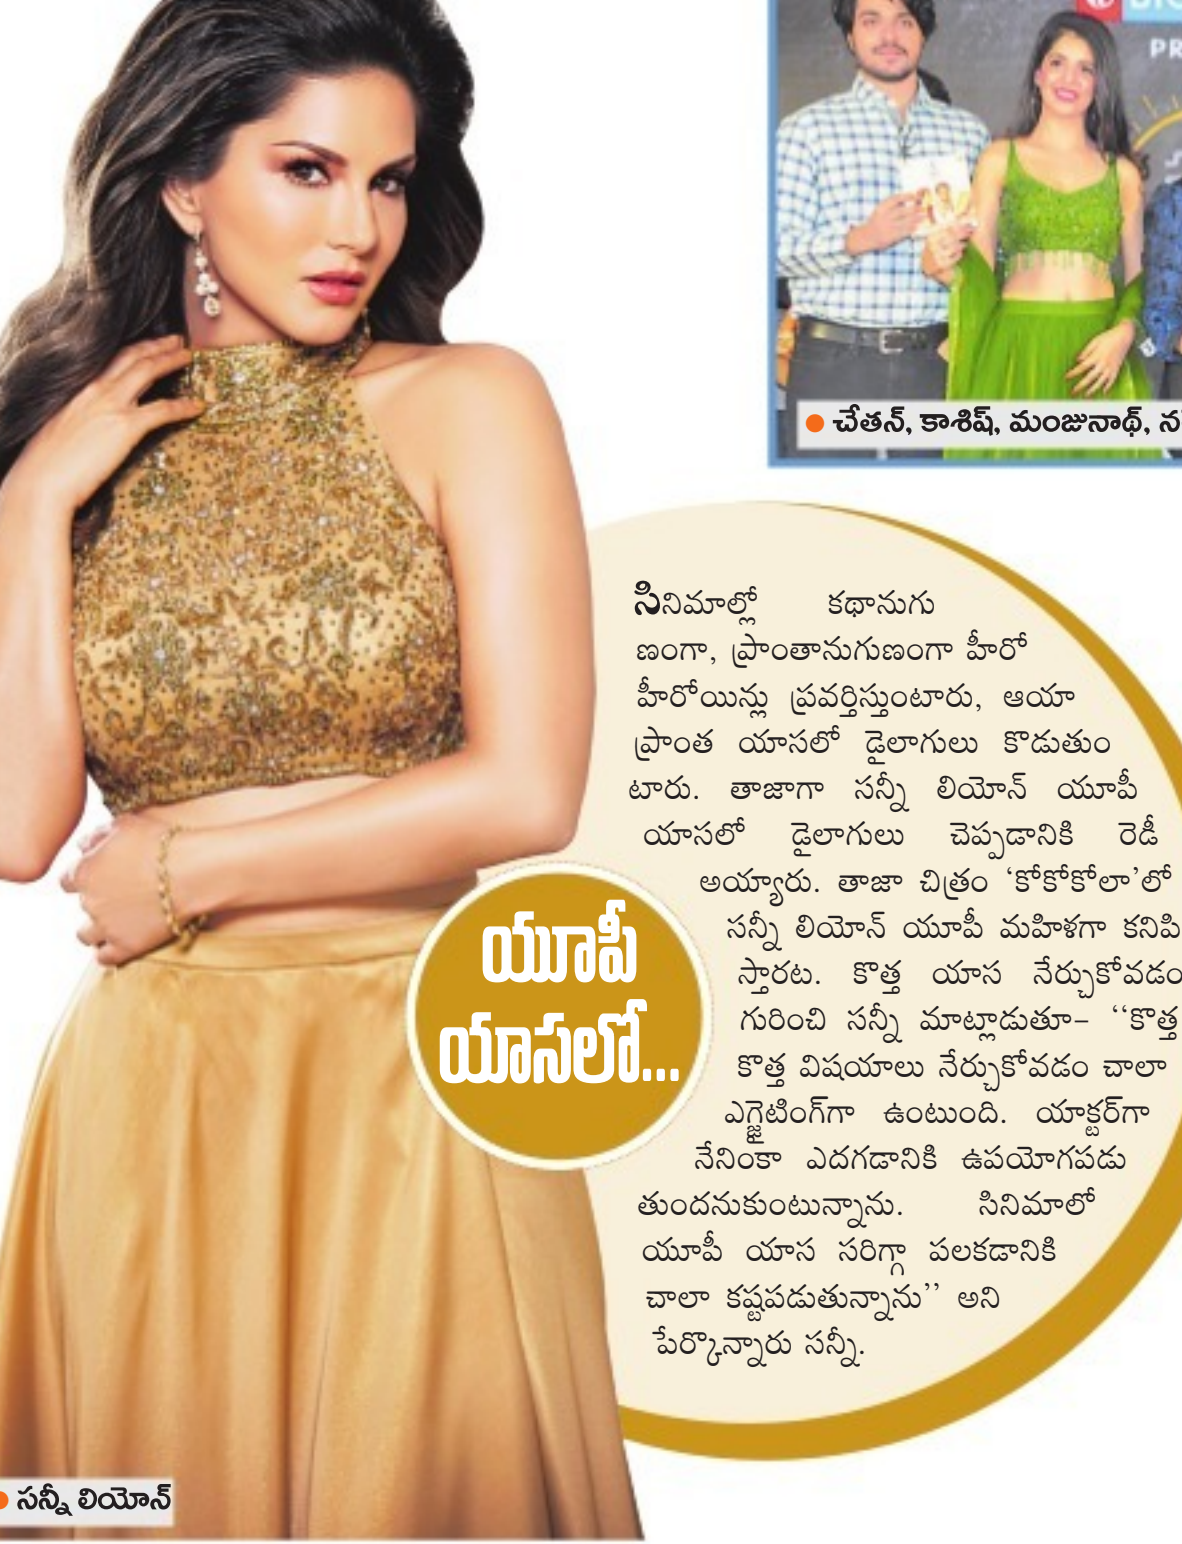 PR
● చేతన్, కాశిష్, మంజునాథ్,
సినిమాల్లో కథానుగు
ణంగా, ప్రాంతానుగుణంగా హీరో
హీరోయిన్లు ప్రవర్తిస్తుంటారు, ఆయా
ప్రాంత యాసలో డైలాగులు కొడుతుం
టారు. తాజాగా సన్నీ లియోన్ యూపీ
యాసలో డైలాగులు చెప్పడానికి రెడీ
అయ్యారు. తాజా చిత్రం ‘కోకోకోలా’లో
సన్నీ లియోన్ యూపీ మహిళగా కనిపి
స్తారట. కొత్త యాస నేర్చుకోవడం
గురించి సన్నీ మాట్లాడుతూ– ‘‘కొత్త
కొత్త విషయాలు నేర్చుకోవడం చాలా
ఎగ్జైటింగ్‌గా ఉంటుంది. యాక్టర్‌గా
నేనింకా ఎదగడానికి ఉపయోగపడు
తుందనుకుంటున్నాను. సినిమాలో
యూపీ యాస సరిగ్గా పలకడానికి
చాలా కష్టపడుతున్నాను’’ అని
పేర్కొన్నారు సన్నీ.
యూపీ
యాసలో...
● సన్నీ లియోన్